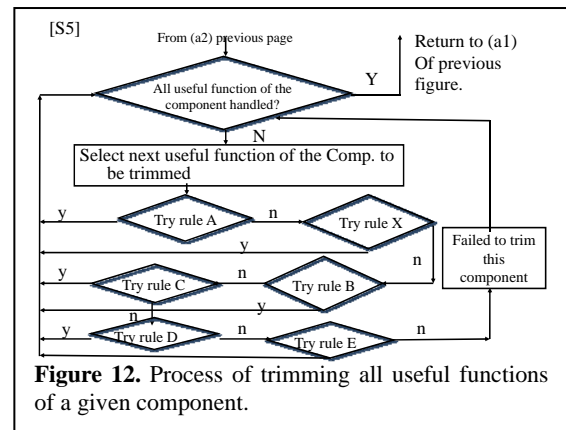 [S5]
From (a2) previous page
Return to (a1)
Of previous
figure.
All useful function of the
component handled?
Y
N
Select next useful function of the Comp. to
be trimmed
y
Try rule A
n
Try rule X
y
n
Failed to trim
this
component
y
Try rule C
n
Try rule B
y
n
y
Try rule D
n
Try rule E
n
Figure 12. Process of trimming all useful functions
of a given component.